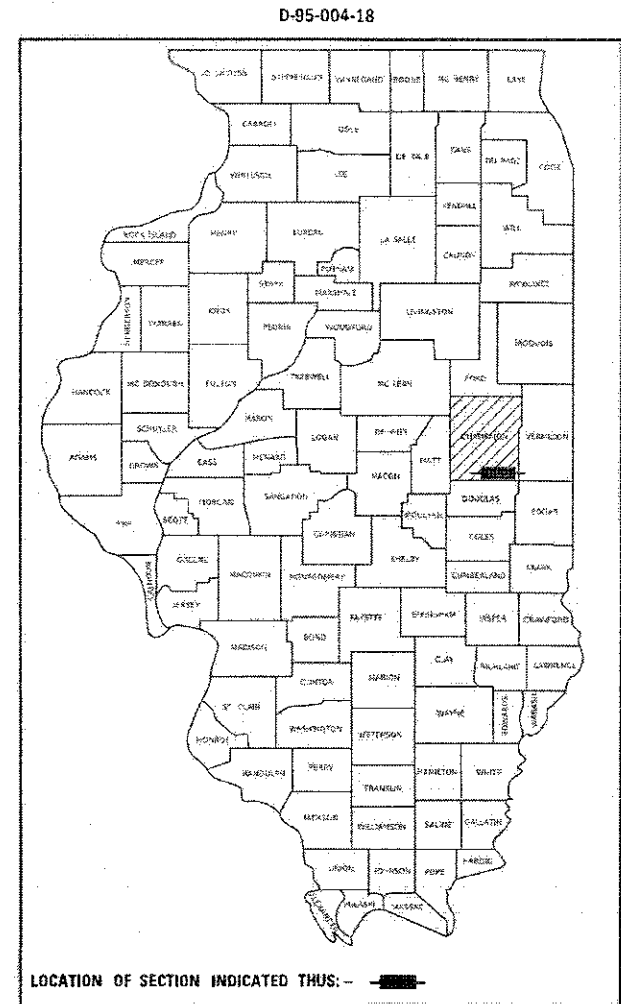 D-95-004-18
WINNEBAGO BOONE MC HENRY LAKE
CARROLL OGLE DE KALB KANE DU PAGE COOK
WHITESIDE LEE KENDALL WILL
ROCK ISLAND HENRY BUREAU LA SALLE GRUNDY
MERCER PUTNAM KANKAKEE
STARK MARSHALL LIVINGSTON
KNOX PEORIA WOODFORD IROQUOIS
HANCOCK MC DONOUGH FULTON TAZEWELL MC LEAN FORD
MASON CHAMPAIGN VERMILION
SCHUYLER LOGAN DE WITT PIATT
ADAMS BROWN CASS MENARD MACON
MORGAN SANGAMON DOUGLAS EDGAR
PIKE SCOTT CHRISTIAN MOULTRIE COLES
GREENE MACOUPIN MONTGOMERY SHELBY CUMBERLAND CLARK
JERSEY FAYETTE EFFINGHAM JASPER CRAWFORD
MADISON BOND CLAY RICHLAND LAWRENCE
CLINTON MARION
ST. CLAIR WAYNE EDWARDS WABASH
MONROE WASHINGTON JEFFERSON
RANDOLPH PERRY HAMILTON WHITE
FRANKLIN
JACKSON WILLIAMSON SALINE GALLATIN
UNION JOHNSON POPE HARDIN
ALEXANDER PULASKI MASSAC
LOCATION OF SECTION INDICATED THUS: –